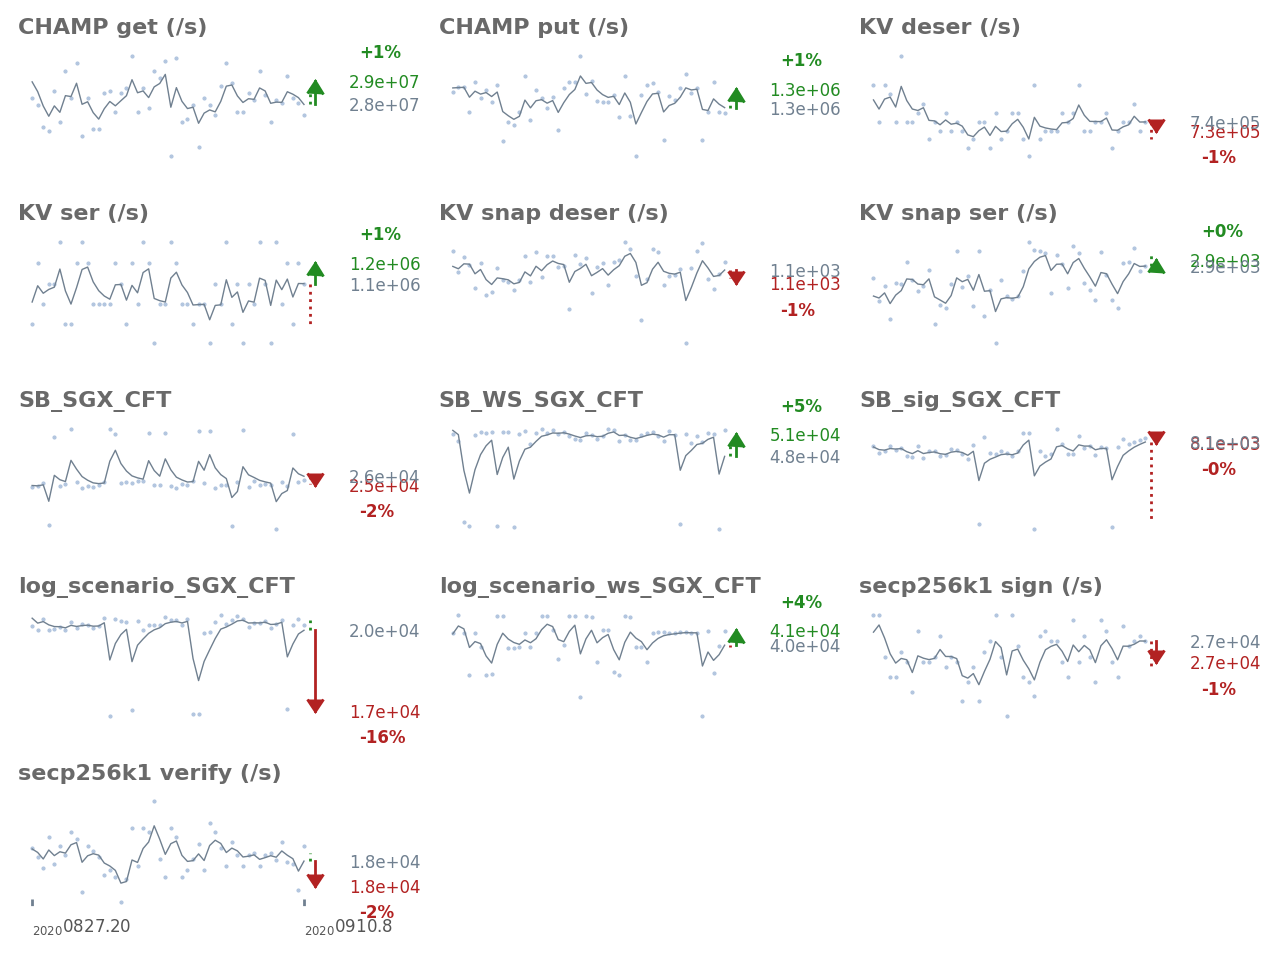 CHAMP get (/s)
+1%
2.9e+07
2.8e+07
CHAMP put (/s)
+1%
1.3e+06
1.3e+06
KV deser (/s)
7.4e+05
7.3e+05
-1%
KV ser (/s)
+1%
1.2e+06
1.1e+06
KV snap deser (/s)
1.1e+03
1.1e+03
-1%
KV snap ser (/s)
+0%
2.9e+03
2.9e+03
SB_SGX_CFT
2.6e+04
2.5e+04
-2%
SB_WS_SGX_CFT
+5%
5.1e+04
4.8e+04
SB_sig_SGX_CFT
8.1e+03
8.1e+03
-0%
log_scenario_SGX_CFT
2.0e+04
1.7e+04
-16%
log_scenario_ws_SGX_CFT
+4%
4.1e+04
4.0e+04
secp256k1 sign (/s)
2.7e+04
2.7e+04
-1%
secp256k1 verify (/s)
1.8e+04
1.8e+04
-2%
20200827.20
20200910.8